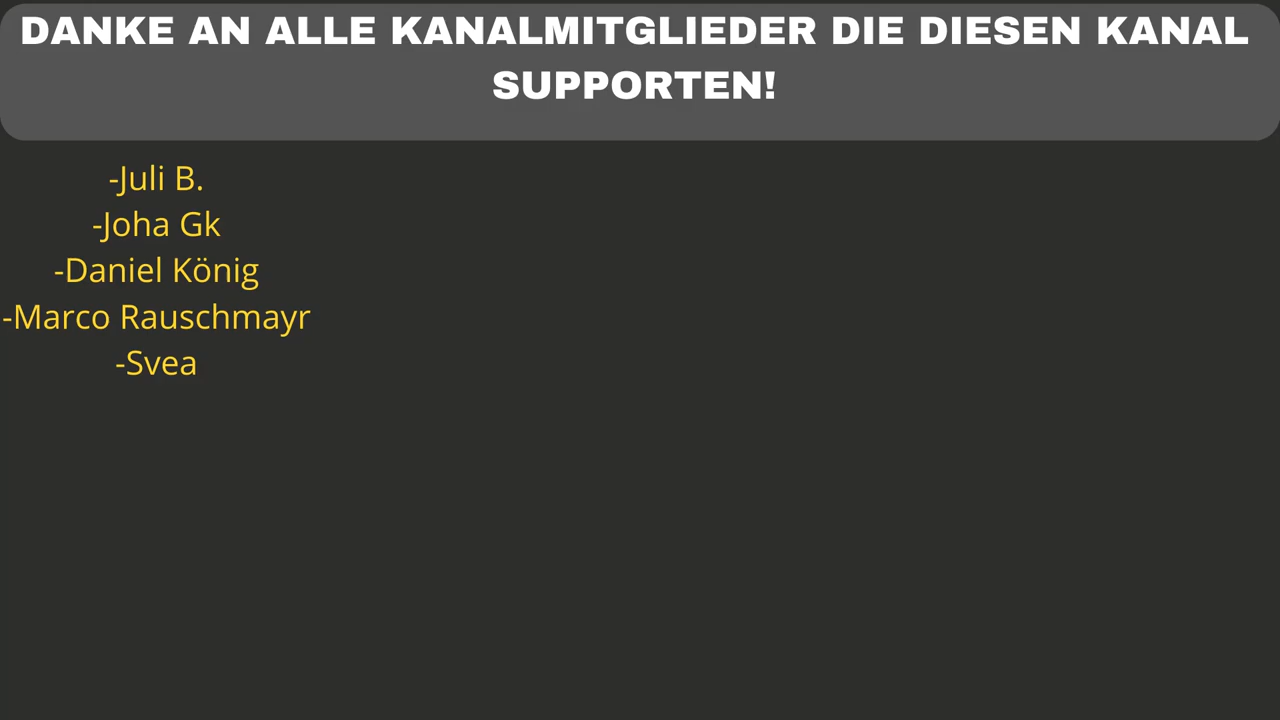 DANKE AN ALLE KANALMITGLIEDER DIE DIESEN KANAL
SUPPORTEN!
-Juli B.
-Joha Gk
-Daniel König
-Marco Rauschmayr
-Svea